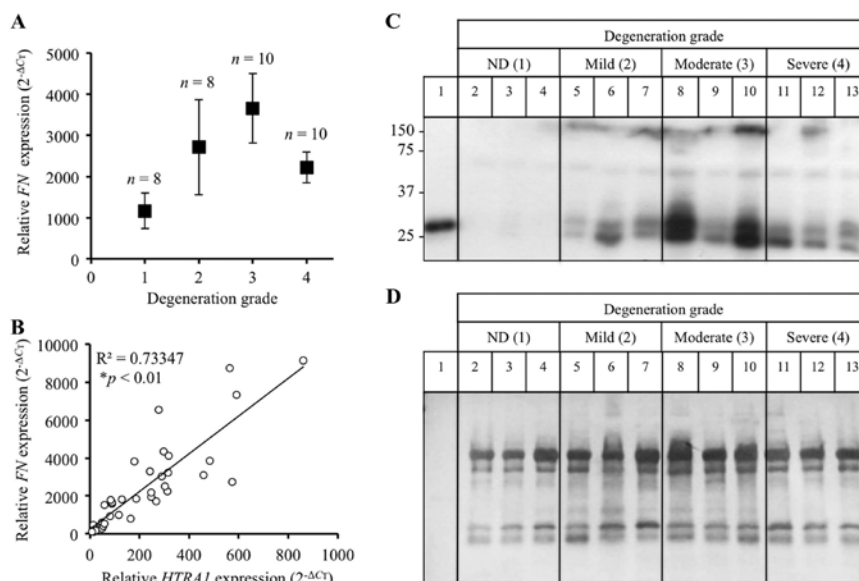 A
Relative FN expression (2^-ΔCT)
5000
4000
3000
2000
1000
0
n = 8
n = 8
n = 10
n = 10
0 1 2 3 4
Degeneration grade
B
Relative FN expression (2^-ΔCT)
10000
8000
6000
4000
2000
0
R² = 0.73347
*p < 0.01
0 200 400 600 800 1000
Relative HTRA1 expression (2^-ΔCT)
C
Degeneration grade
ND (1) Mild (2) Moderate (3) Severe (4)
1 2 3 4 5 6 7 8 9 10 11 12 13
150
75
37
25
D
Degeneration grade
ND (1) Mild (2) Moderate (3) Severe (4)
1 2 3 4 5 6 7 8 9 10 11 12 13